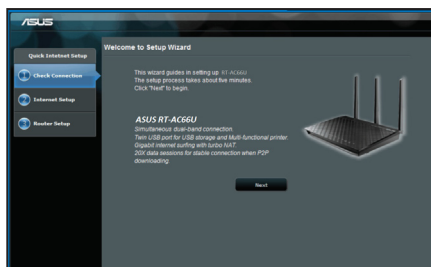 ASUS
Quick Internet Setup
Check Connection
Internet Setup
Router Setup
Welcome to Setup Wizard
This wizard guides in setting up RT-AC66U
The setup process takes about five minutes.
Click "Next" to begin.
ASUS RT-AC66U
Simultaneous dual-band connection.
Twin USB port for USB storage and Multi-functional printer.
Gigabit internet surfing with turbo NAT.
20X data sessions for stable connection when P2P
downloading
Next